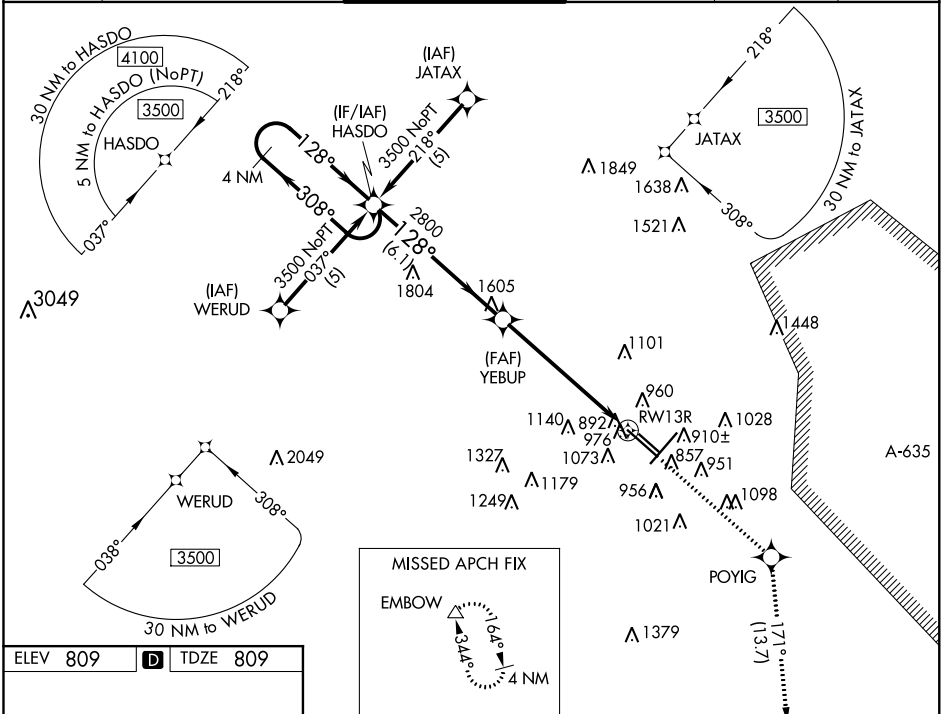 30 NM to HASDO
4100
5 NM to HASDO (NoPT)
3500
218°
HASDO
037°
(IAF)
JATAX
(IF/IAF)
HASDO
3500 NoPT
218°
(5)
128°
4 NM
308°
2800
128°
(6.1)
3500 NoPT
037°
(5)
(IAF)
WERUD
1804
1605
(FAF)
YEBUP
3049
218°
JATAX
3500
30 NM to JATAX
308°
1849
1638
1521
1448
1101
960
RW13R
1140
892
976
1073
1028
910±
857
951
1327
1179
1249
956
1098
1021
A-635
2049
WERUD
308°
038°
3500
30 NM to WERUD
POYIG
171°
(13.7)
1379
MISSED APCH FIX
EMBOW
164°
344°
4 NM
ELEV 809 D TDZE 809